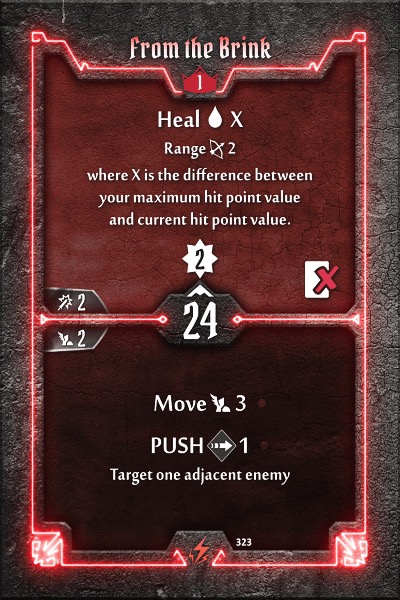 From the Brink
1
Heal X
Range 2
where X is the difference between
your maximum hit point value
and current hit point value.
2
2
24
2
Move 3
PUSH 1
Target one adjacent enemy
323